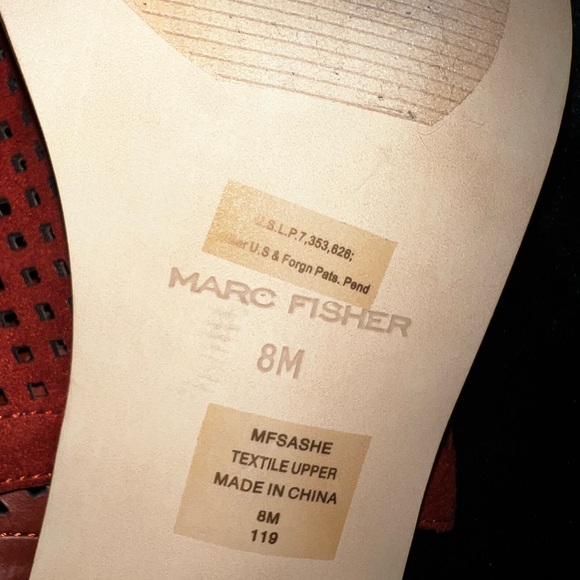 U.S.L.P.7,353,626;
U.S & Forgn Pats. Pend
MARC FISHER
8M
MFSASHE
TEXTILE UPPER
MADE IN CHINA
8M
119